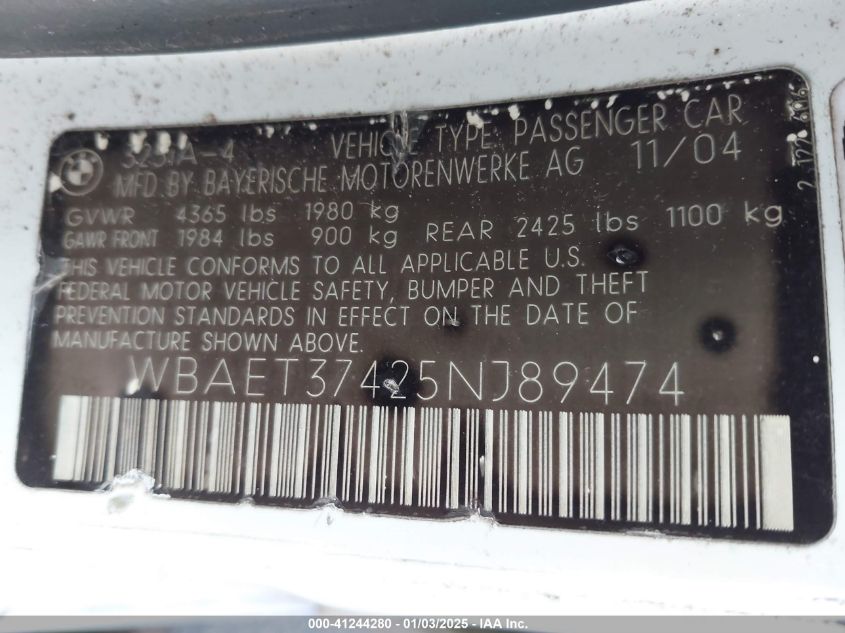 325iA-4 VEHICLE TYPE PASSENGER CAR
MFD BY BAYERISCHE MOTORENWERKE AG 11/04
GVWR 4365 lbs 1980 kg
GAWR FRONT 1984 lbs 900 kg REAR 2425 lbs 1100 kg
THIS VEHICLE CONFORMS TO ALL APPLICABLE U.S.
FEDERAL MOTOR VEHICLE SAFETY, BUMPER AND THEFT
PREVENTION STANDARDS IN EFFECT ON THE DATE OF
MANUFACTURE SHOWN ABOVE.
WBAET37425NJ89474
000-41244280 - 01/03/2025 - IAA Inc.